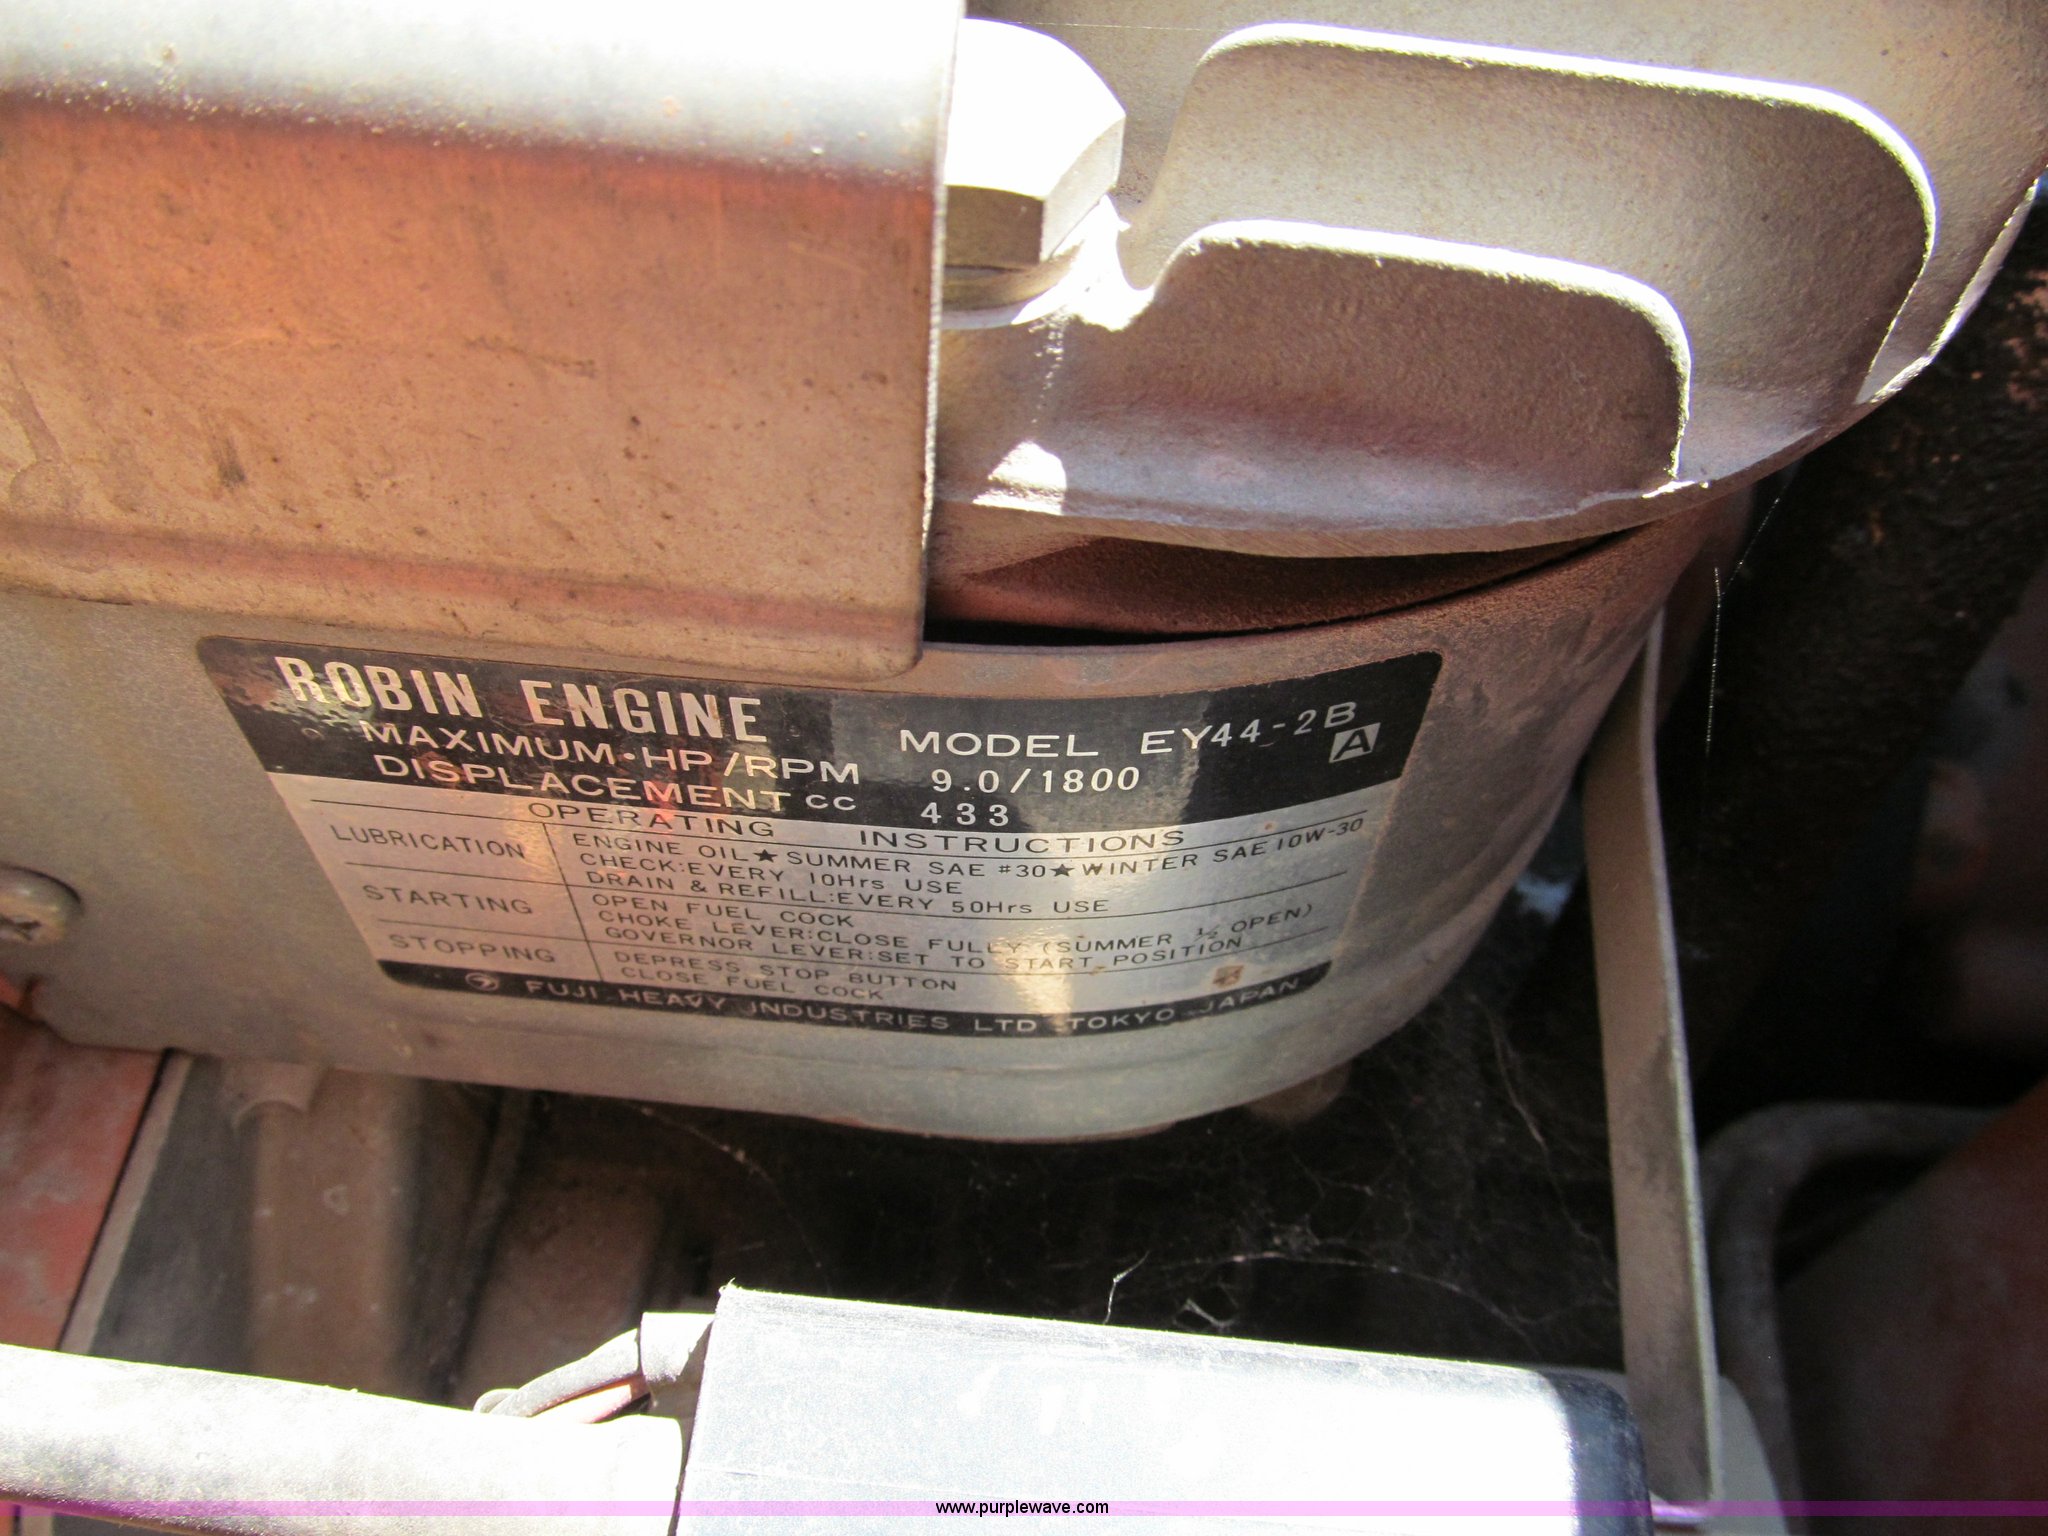 ROBIN ENGINE MODEL EY44-2B
A
MAXIMUM·HP/RPM 9.0/1800
DISPLACEMENT CC 433
OPERATING INSTRUCTIONS
LUBRICATION
ENGINE OIL★SUMMER SAE #30★WINTER SAE 10W-30
CHECK:EVERY 10Hrs USE
DRAIN & REFILL:EVERY 50Hrs USE
STARTING
OPEN FUEL COCK
CHOKE LEVER:CLOSE FULLY (SUMMER ½ OPEN)
GOVERNOR LEVER:SET TO START POSITION
STOPPING
DEPRESS STOP BUTTON
CLOSE FUEL COCK
FUJI HEAVY INDUSTRIES LTD TOKYO JAPAN
www.purplewave.com